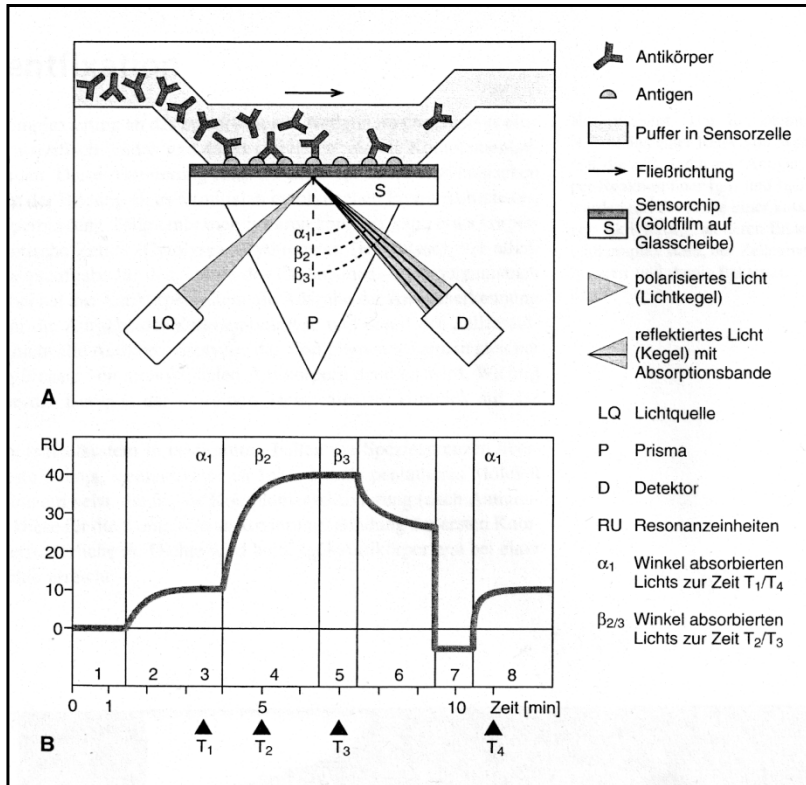 Antikörper
Antigen
Puffer in Sensorzelle
Fließrichtung
Sensorchip
(Goldfilm auf
Glasscheibe)
S
polarisiertes Licht
(Lichtkegel)
reflektiertes Licht
(Kegel) mit
Absorptionsbande
LQ Lichtquelle
P Prisma
D Detektor
RU Resonanzeinheiten
α1 Winkel absorbierten
Lichts zur Zeit T1/T4
β2/3 Winkel absorbierten
Lichts zur Zeit T2/T3
S
α1
β2
β3
LQ
P
D
A
RU
α1 β2 β3 α1
40
30
20
10
0
1 2 3 4 5 6 7 8
0 1 5 10 Zeit [min]
B
T1 T2 T3 T4